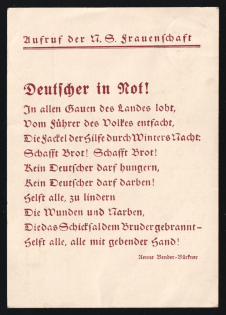 Aufruf der N. S. Frauenschaft
Deutscher in Not!
In allen Gauen des Landes loht,
Vom Führer des Volkes entfacht,
Die Fackel der Hilfe durch Winters Nacht:
Schafft Brot! Schafft Brot!
Kein Deutscher darf hungern,
Kein Deutscher darf darben!
Helft alle, zu lindern
Die Wunden und Narben,
Die das Schicksal dem Bruder gebrannt –
Helft alle, alle mit gebender Hand!
Bender-Büchner